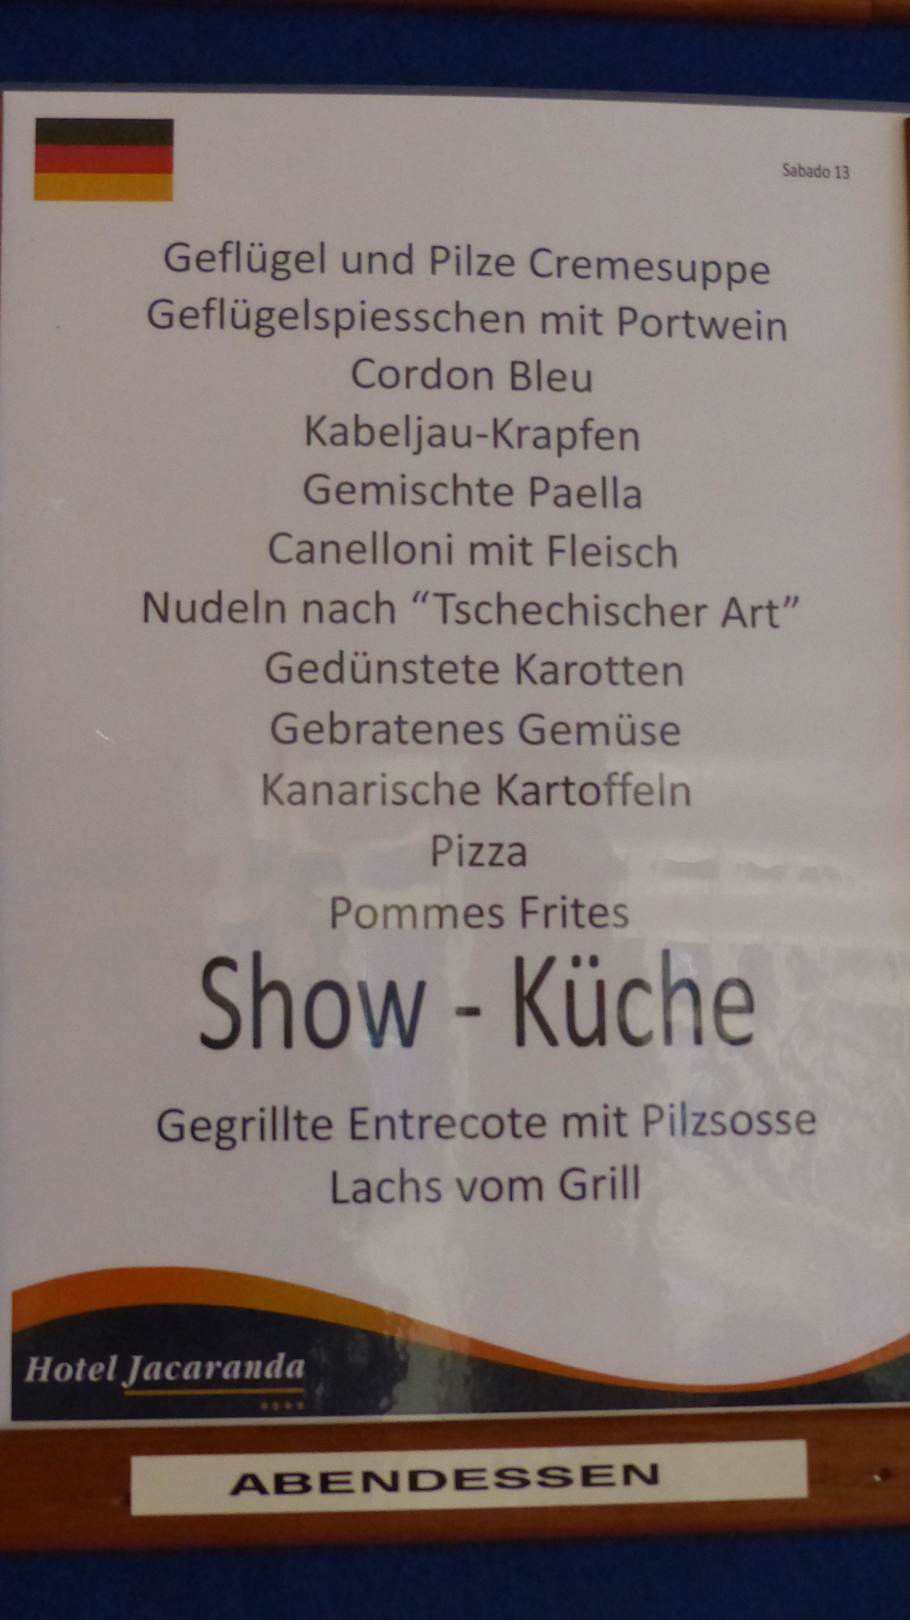 Sabado 13
Geflügel und Pilze Cremesuppe
Geflügelspiesschen mit Portwein
Cordon Bleu
Kabeljau-Krapfen
Gemischte Paella
Canelloni mit Fleisch
Nudeln nach “Tschechischer Art”
Gedünstete Karotten
Gebratenes Gemüse
Kanarische Kartoffeln
Pizza
Pommes Frites
Show - Küche
Gegrillte Entrecote mit Pilzsosse
Lachs vom Grill
Hotel Jacaranda
ABENDESSEN